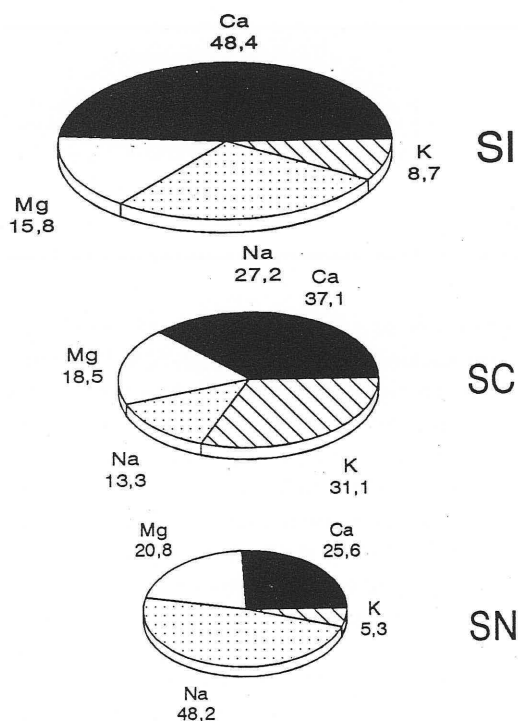 Ca
48,4
SI
K
8,7
Mg
15,8
Na
27,2
Ca
37,1
Mg
18,5
SC
Na
13,3
K
31,1
Mg
20,8
Ca
25,6
K
5,3
SN
Na
48,2